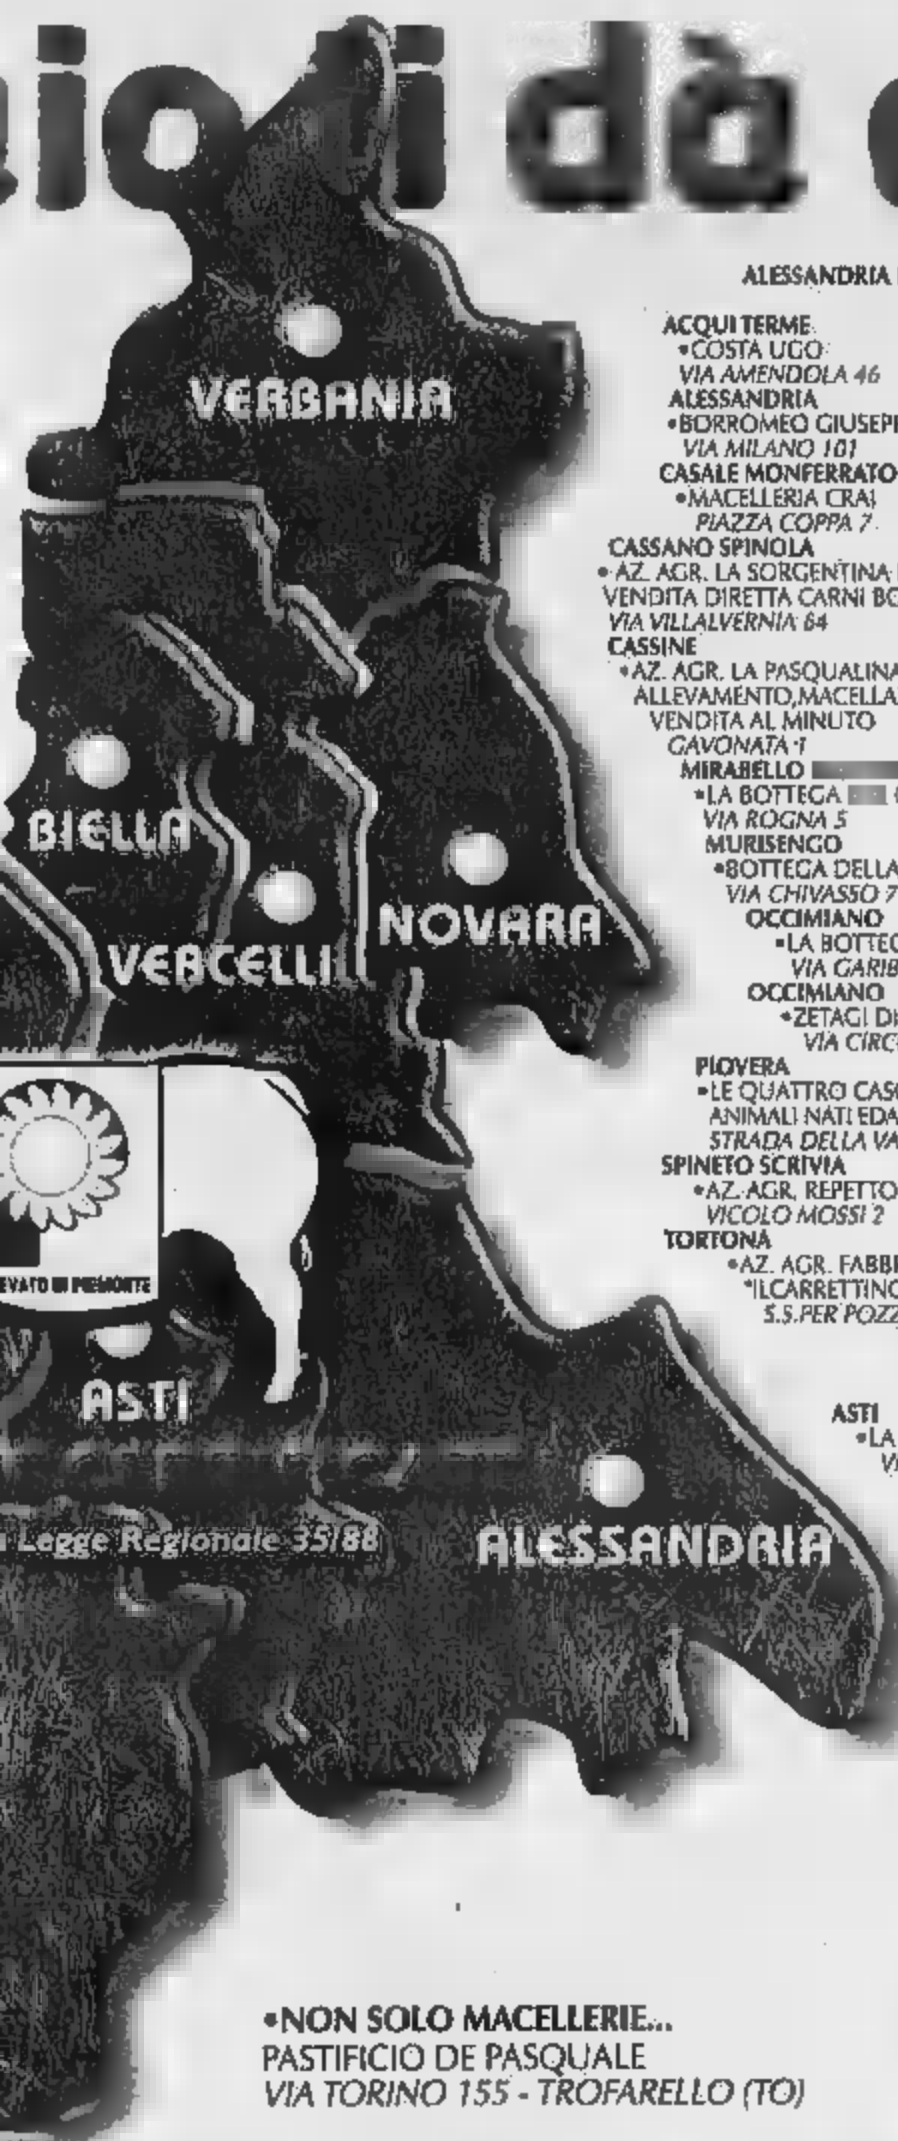 dà
VERBANIA
BIELLA
VERCELLI
NOVARA
EVATO IN PIEMONTE
ASTI
Legge Regionale 35/88
ALESSANDRIA
ALESSANDRIA
ACQUI TERME
•COSTA UGO
VIA AMENDOLA 46
ALESSANDRIA
•BORROMEO GIUSEPP
VIA MILANO 101
CASALE MONFERRATO
•MACELLERIA CRAI
PIAZZA COPPA 7
CASSANO SPINOLA
•AZ. AGR. LA SORGENTINA
VENDITA DIRETTA CARNI BO
VIA VILLALVERNIA 64
CASSINE
•AZ. AGR. LA PASQUALINA
ALLEVAMENTO, MACELLA
VENDITA AL MINUTO
GAVONATA 1
MIRABELLO
•LA BOTTEGA
VIA ROGNA 5
MURISENGO
•BOTTEGA DELLA
VIA CHIVASSO 7
OCCIMIANO
•LA BOTTEG
VIA GARIB
OCCIMIANO
•ZETAGI DI
VIA CIRC
PIOVERA
•LE QUATTRO CASC
ANIMALI NATI EDA
STRADA DELLA VA
SPINETO SCRIVIA
•AZ. AGR. REPETTO
VICOLO MOSSI 2
TORTONA
•AZ. AGR. FABBR
"ILCARRETTINO
S.S.PER POZZ
ASTI
•LA
VI
•NON SOLO MACELLERIE...
PASTIFICIO DE PASQUALE
VIA TORINO 155 - TROFARELLO (TO)